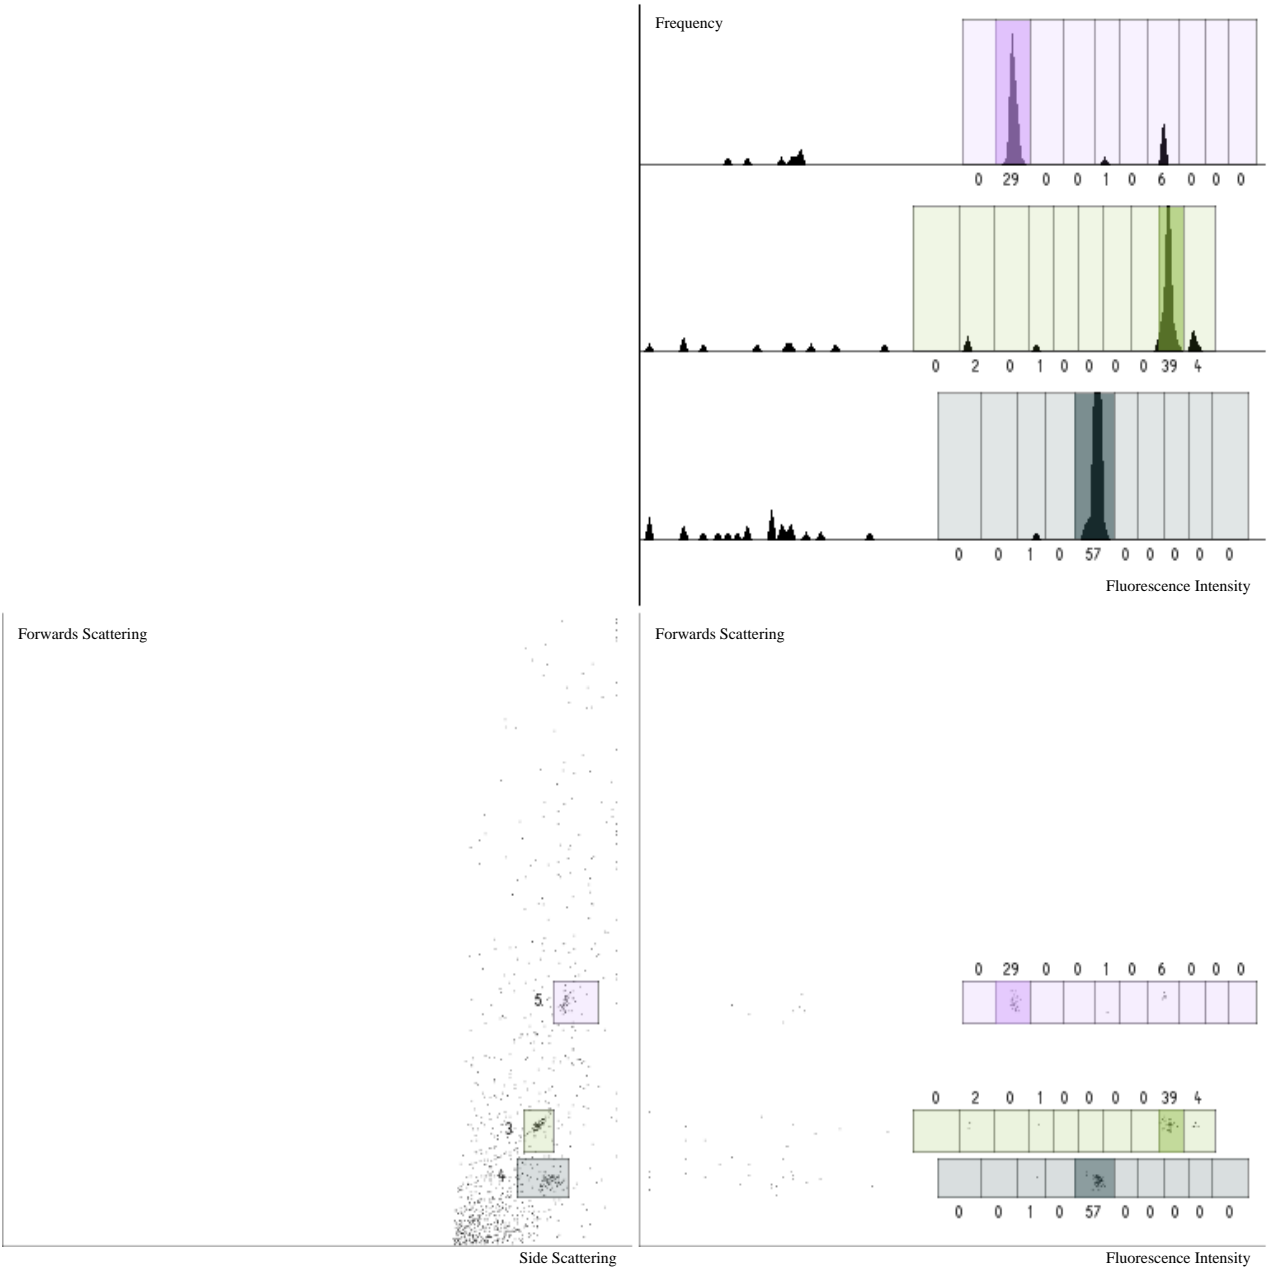 Frequency
0 29 0 0 1 0 6 0 0 0
0 2 0 1 0 0 0 0 39 4
0 0 1 0 57 0 0 0 0 0
Fluorescence Intensity
Forwards Scattering
5
3
4
Side Scattering
Forwards Scattering
0 29 0 0 1 0 6 0 0 0
0 2 0 1 0 0 0 0 39 4
0 0 1 0 57 0 0 0 0 0
Fluorescence Intensity